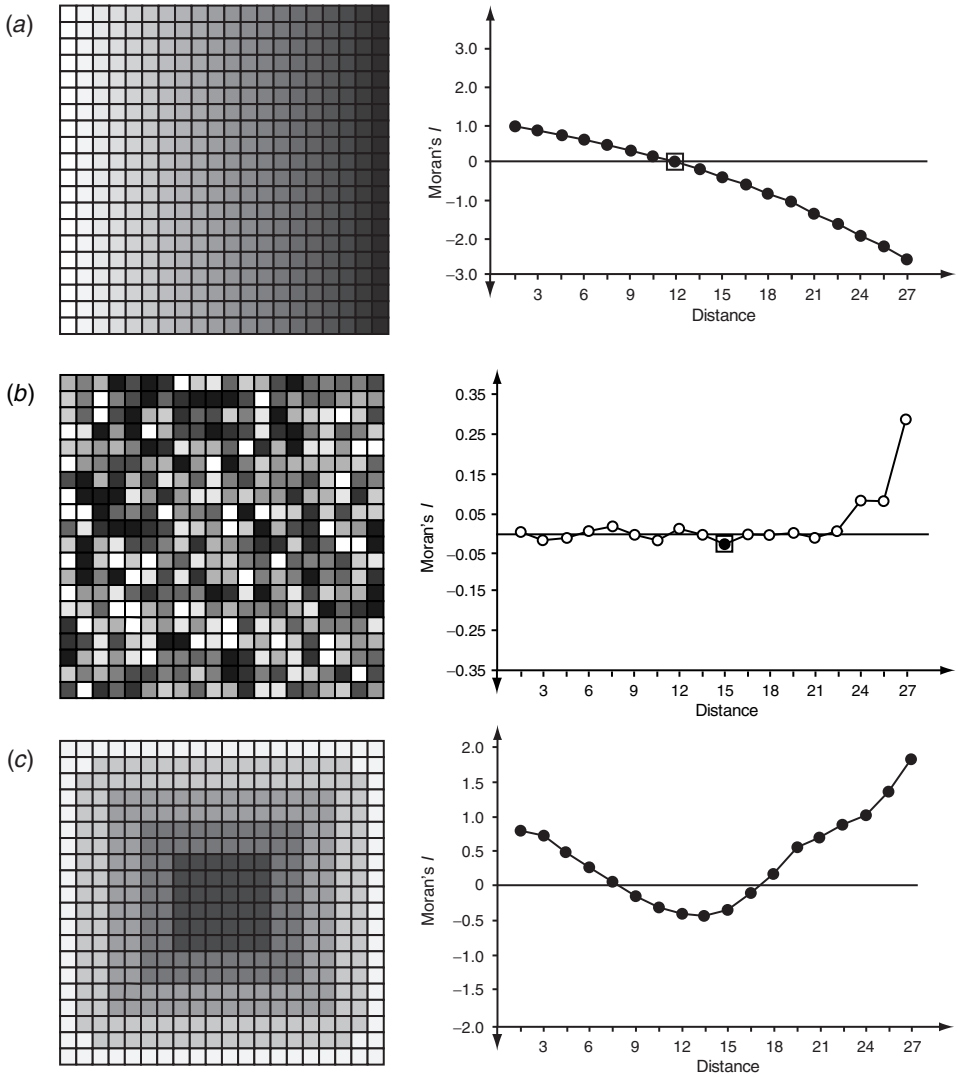 (a)
3.0
2.0
1.0
0
–1.0
–2.0
–3.0
Moran's I
3 6 9 12 15 18 21 24 27
Distance
(b)
0.35
0.25
0.15
0.05
–0.05
–0.15
–0.25
–0.35
Moran's I
3 6 9 12 15 18 21 24 27
Distance
(c)
2.0
1.5
1.0
0.5
0
–0.5
–1.0
–1.5
–2.0
Moran's I
3 6 9 12 15 18 21 24 27
Distance